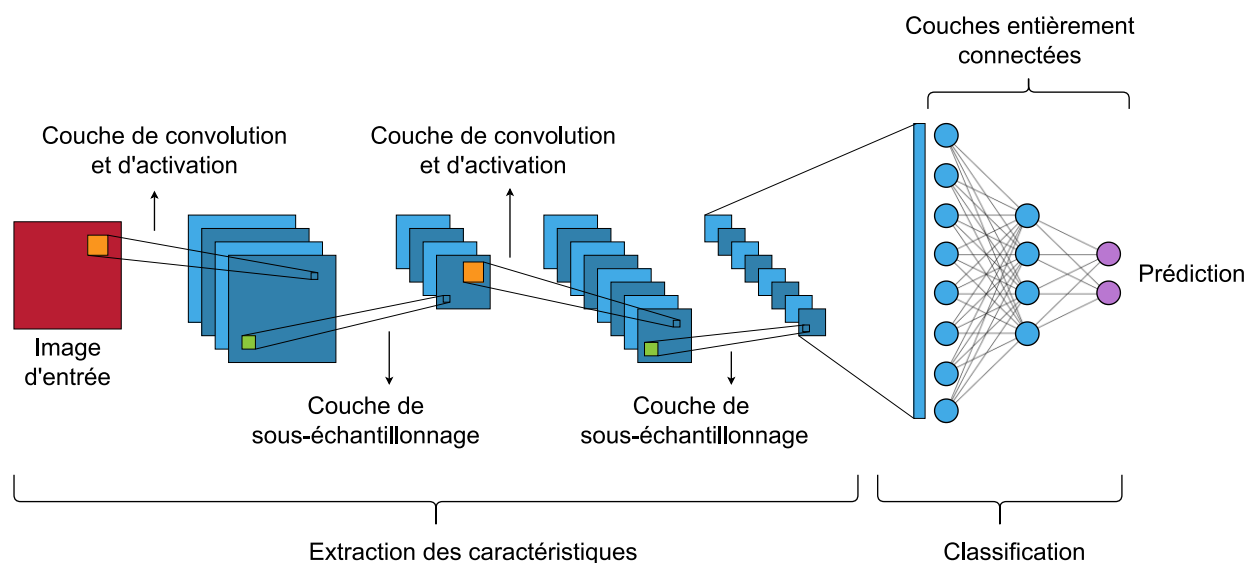 Couches entièrement
connectées
Couche de convolution
et d'activation
Couche de convolution
et d'activation
Prédiction
Image
d'entrée
Couche de
sous-échantillonnage
Couche de
sous-échantillonnage
Extraction des caractéristiques
Classification